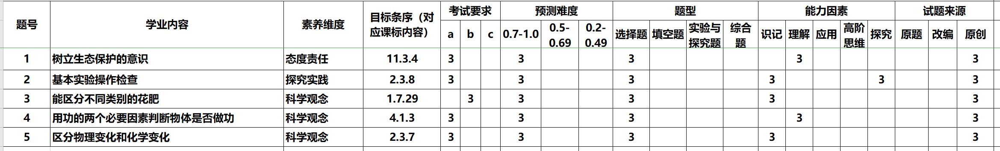 题号 学业内容 素养维度 目标条序（对应课标内容） 考试要求 预测难度 题型 能力因素 试题来源
a b c 0.7-1.0 0.5-0.69 0.2-0.49 选择题 填空题 实验与探究题 综合题 识记 理解 应用 高阶思维 探究 原题 改编 原创
1 树立生态保护的意识 态度责任 11.3.4 3 3 3 3 3
2 基本实验操作检查 探究实践 2.3.8 3 3 3 3 3 3
3 能区分不同类别的花肥 科学观念 1.7.29 3 3 3 3 3
4 用功的两个必要因素判断物体是否做功 科学观念 4.1.3 3 3 3 3 3
5 区分物理变化和化学变化 科学观念 2.3.7 3 3 3 3 3